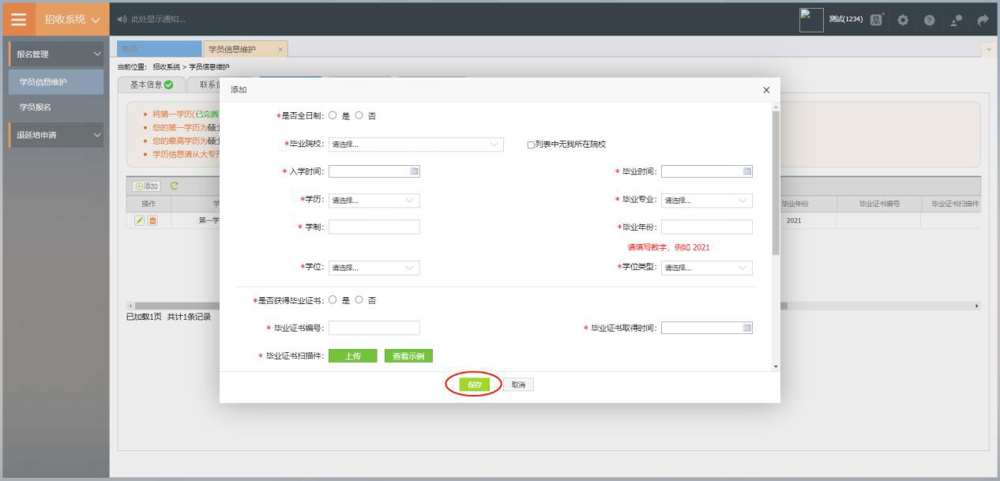 招收系统
此处显示通知...
测试(1234)
报名管理
学员信息维护
学员报名
退延培申请
首页
学员信息维护
当前位置: 招收系统 > 学员信息维护
基本信息
联系信
将第一学历(已完善
您的第一学历为硕士
您的最高学历为硕士
学历信息请从大专开
添加
操作
毕业年份
毕业证书编号
毕业证书扫描件
第一学
2021
已加载1页 共计1条记录
添加
*是否全日制: 是 否
*毕业院校: 请选择... 列表中无我所在院校
* 入学时间: * 毕业时间:
*学历: 请选择... * 毕业专业: 请选择...
* 学制: *毕业年份:
请填写数字，例如 2021
*学位: 请选择... *学位类型: 请选择...
*是否获得毕业证书: 是 否
* 毕业证书编号: * 毕业证书取得时间:
* 毕业证书扫描件: 上传 查看示例
保存 取消